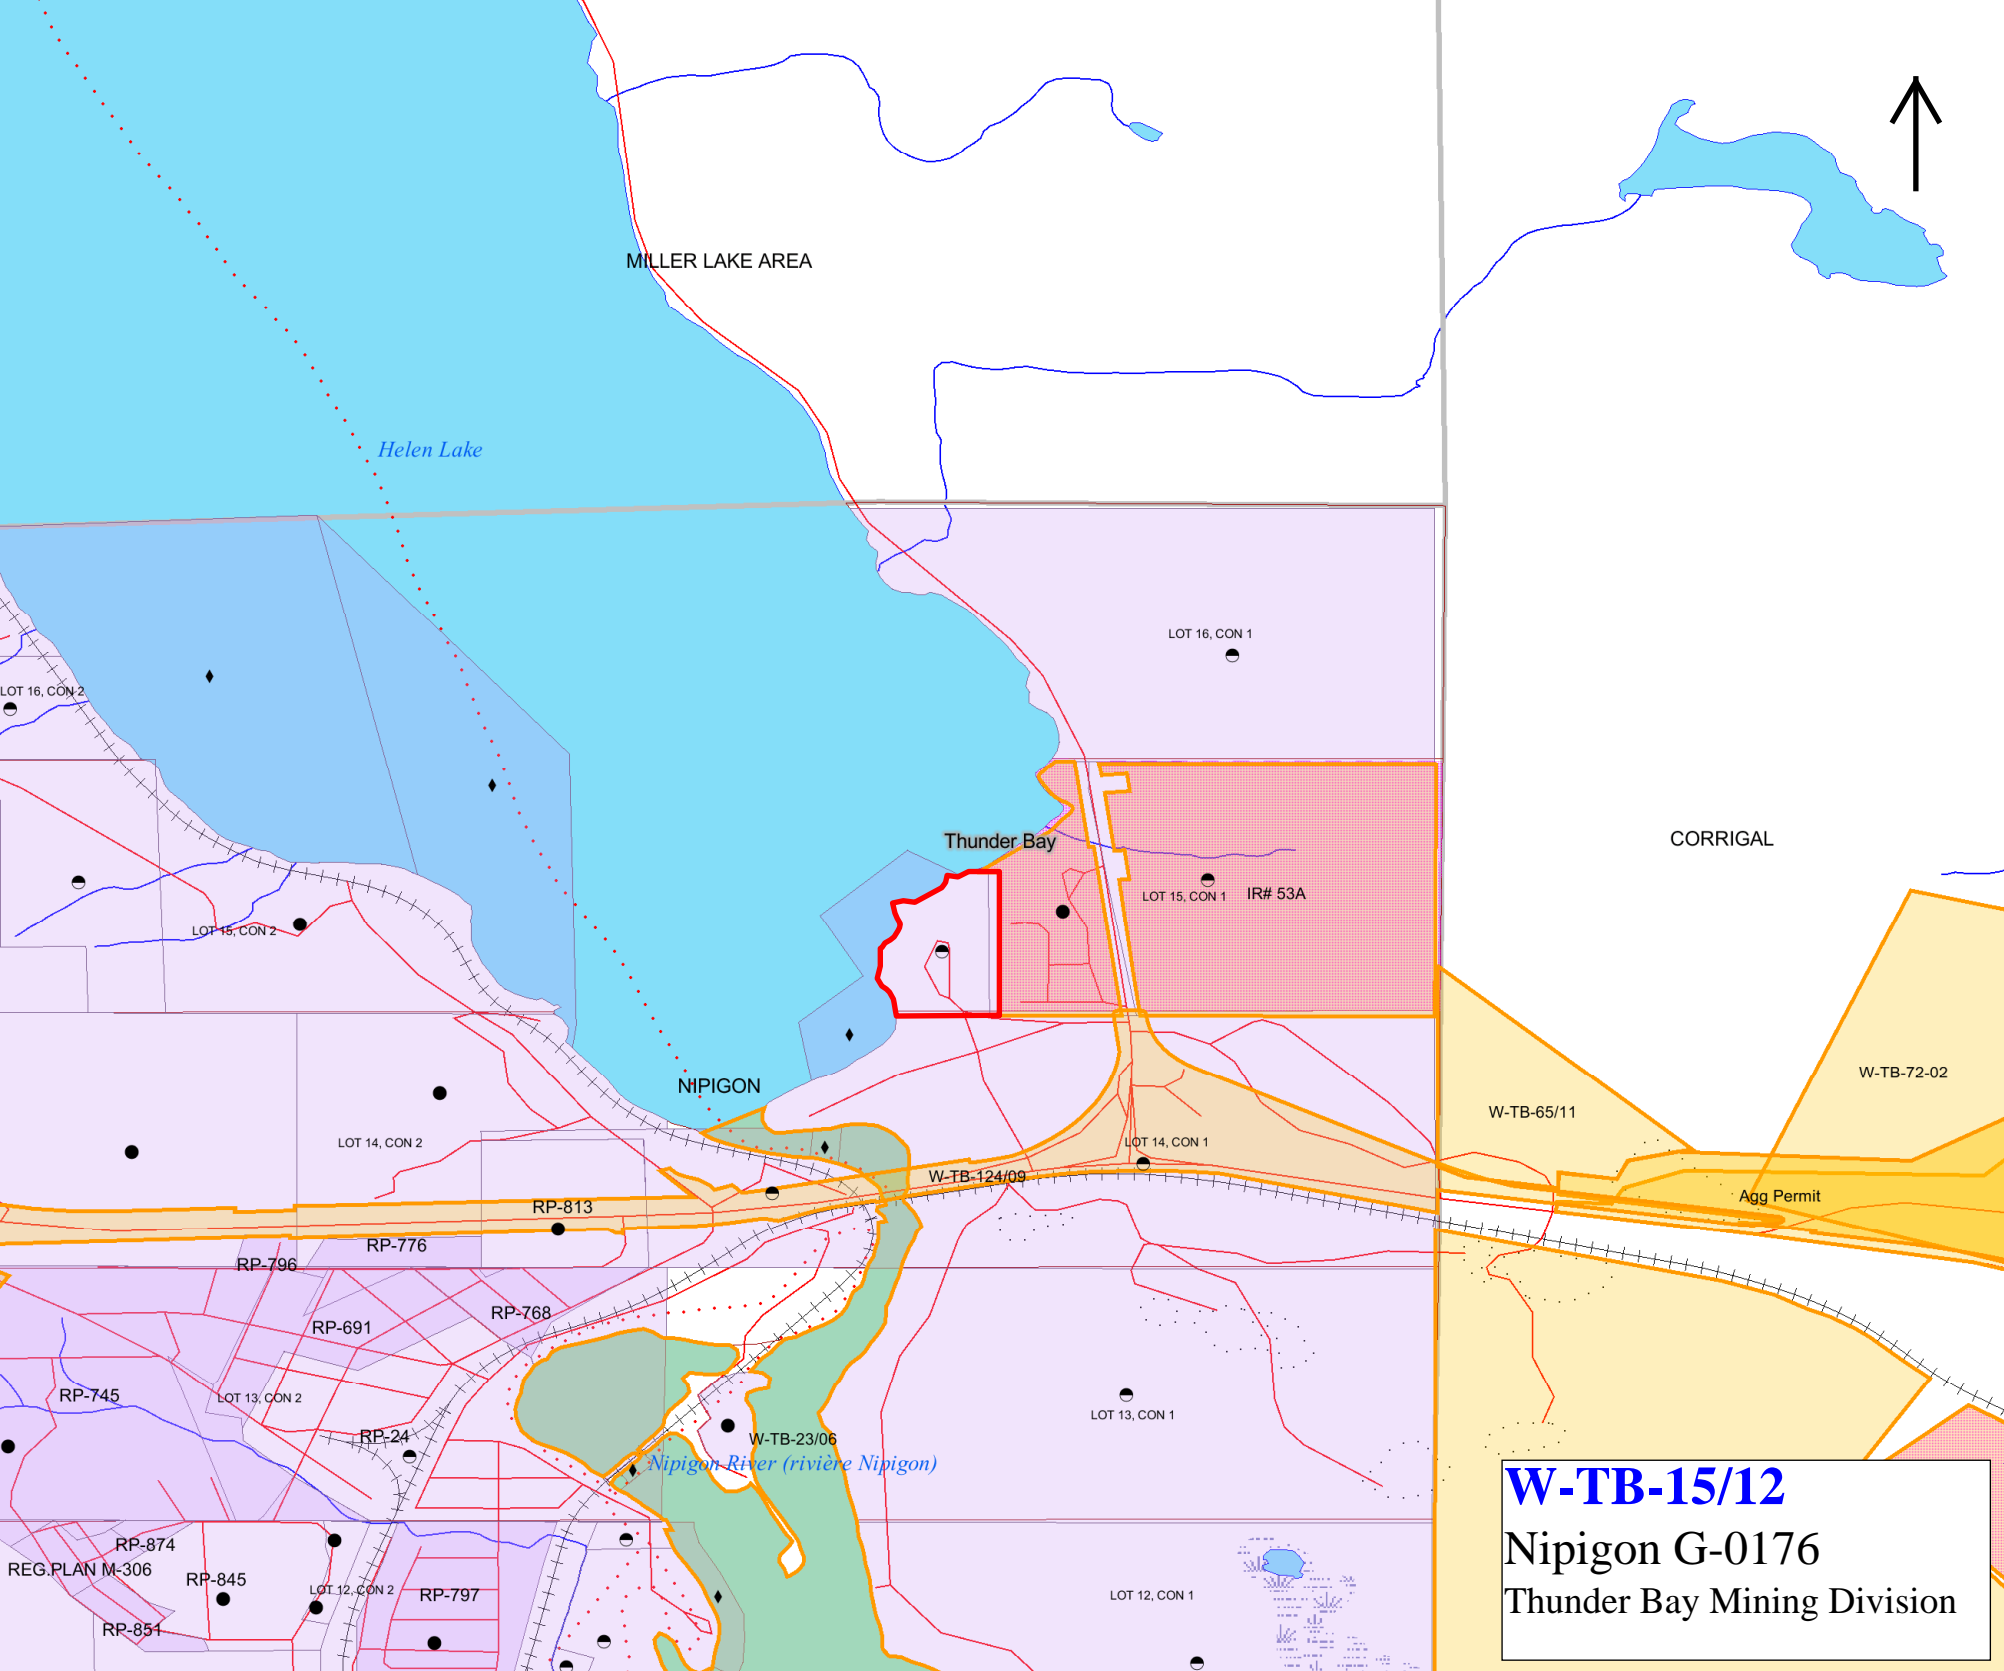 MILLER LAKE AREA
Helen Lake
LOT 16, CON 1
LOT 16, CON 2
Thunder Bay
CORRIGAL
LOT 15, CON 1
IR# 53A
LOT 15, CON 2
W-TB-72-02
NIPIGON
W-TB-65/11
LOT 14, CON 2
LOT 14, CON 1
W-TB-124/09
Agg Permit
RP-813
RP-776
RP-796
RP-768
RP-691
RP-745
LOT 13, CON 2
LOT 13, CON 1
RP-24
W-TB-23/06
Nipigon River (rivière Nipigon)
W-TB-15/12
Nipigon G-0176
Thunder Bay Mining Division
RP-874
REG.PLAN M-306
RP-845
LOT 12, CON 2
RP-797
LOT 12, CON 1
RP-851